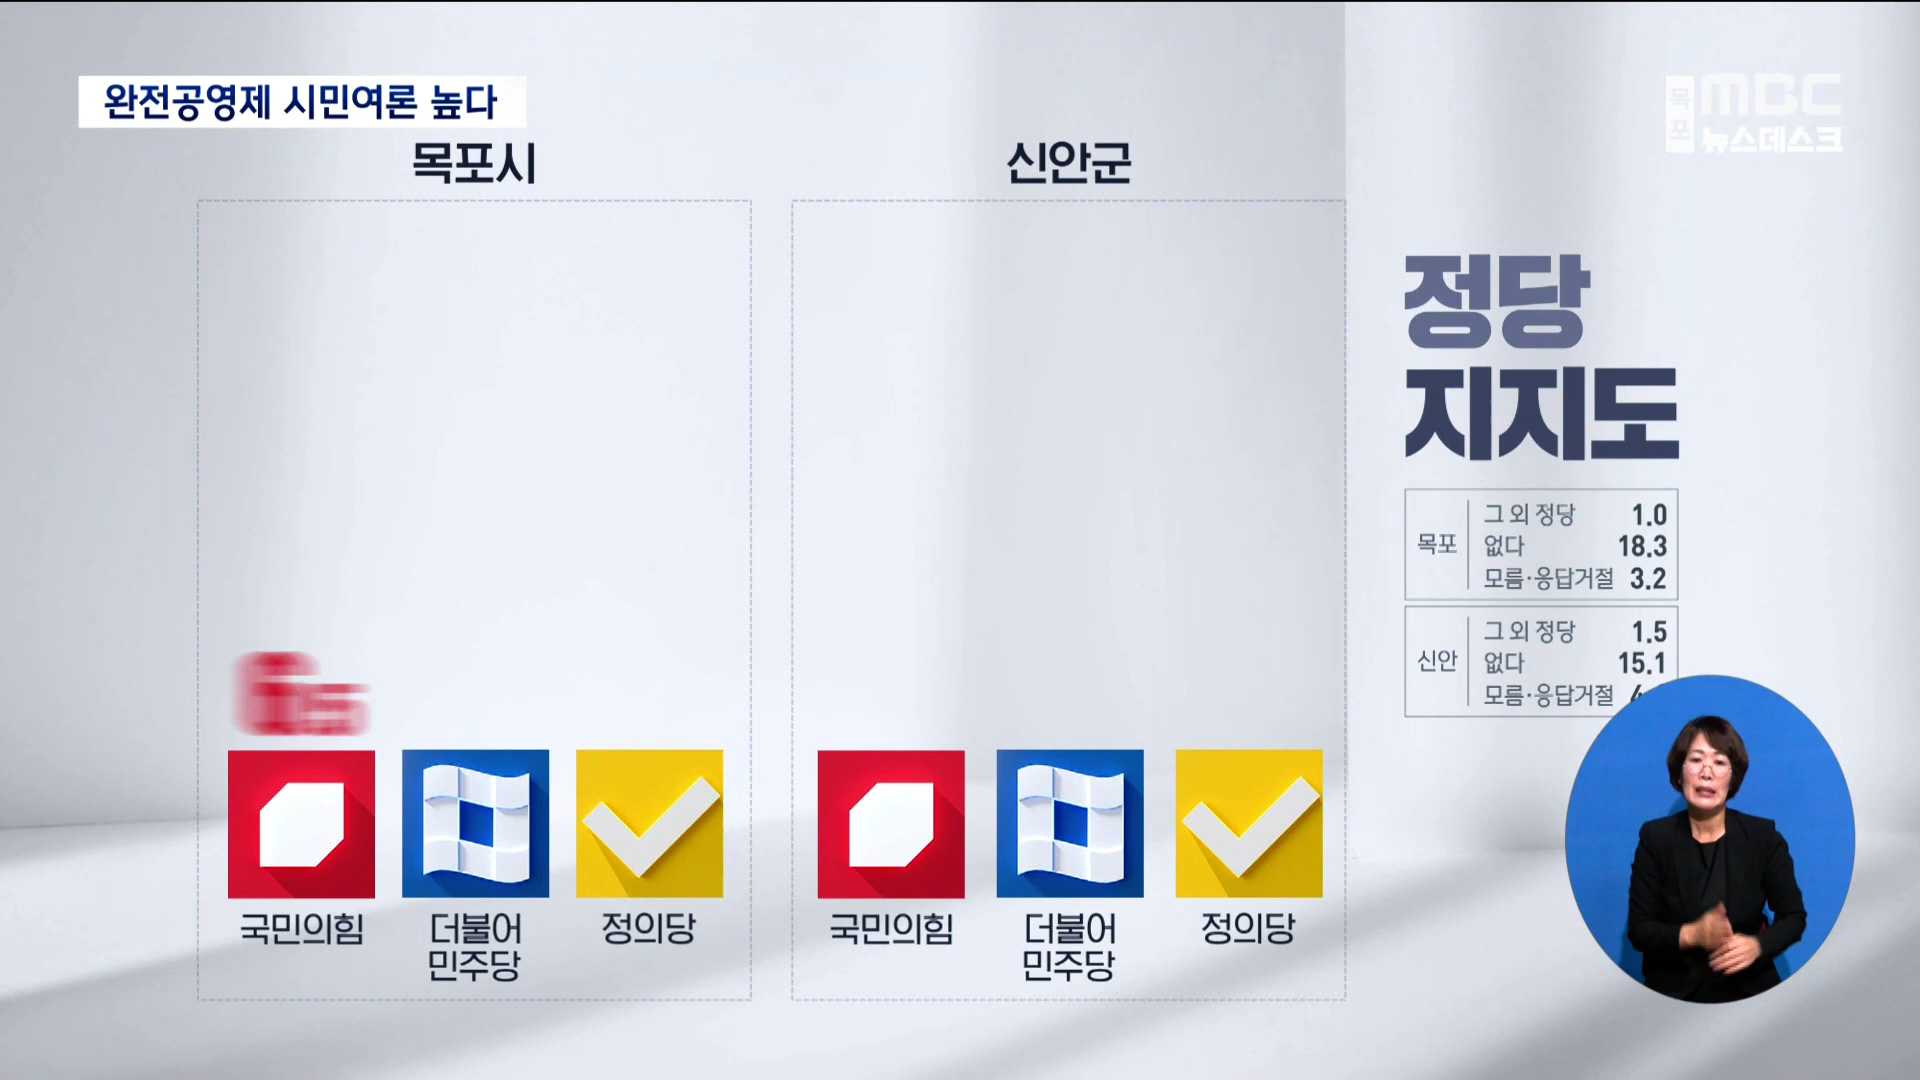 완전공영제 시민여론 높다
목포 MBC
뉴스데스크
목포시
신안군
정당
지지도
목포
그 외 정당 1.0
없다 18.3
모름·응답거절 3.2
신안
그 외 정당 1.5
없다 15.1
모름·응답거절
국민의힘
더불어
민주당
정의당
국민의힘
더불어
민주당
정의당